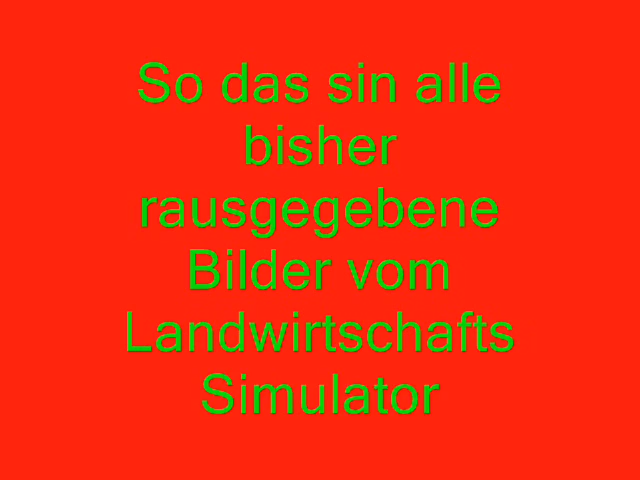 So das sin alle
bisher
rausgegebene
Bilder vom
Landwirtschafts
Simulator